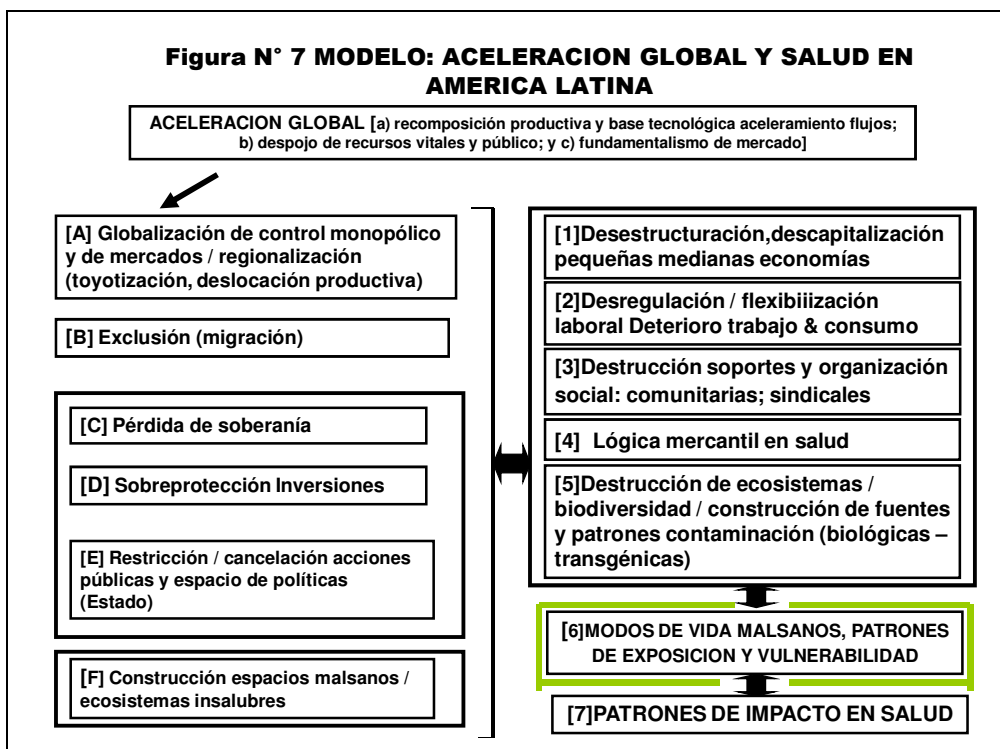 Figura N° 7 MODELO: ACELERACION GLOBAL Y SALUD EN
AMERICA LATINA
ACELERACION GLOBAL [a) recomposición productiva y base tecnológica aceleramiento flujos;
b) despojo de recursos vitales y público; y c) fundamentalismo de mercado]
[A] Globalización de control monopólico
y de mercados / regionalización
(toyotización, deslocación productiva)
[B] Exclusión (migración)
[C] Pérdida de soberanía
[D] Sobreprotección Inversiones
[E] Restricción / cancelación acciones
públicas y espacio de políticas
(Estado)
[F] Construcción espacios malsanos /
ecosistemas insalubres
[1]Desestructuración,descapitalización
pequeñas medianas economías
[2]Desregulación / flexibiiización
laboral Deterioro trabajo & consumo
[3]Destrucción soportes y organización
social: comunitarias; sindicales
[4] Lógica mercantil en salud
[5]Destrucción de ecosistemas /
biodiversidad / construcción de fuentes
y patrones contaminación (biológicas –
transgénicas)
[6]MODOS DE VIDA MALSANOS, PATRONES
DE EXPOSICION Y VULNERABILIDAD
[7]PATRONES DE IMPACTO EN SALUD